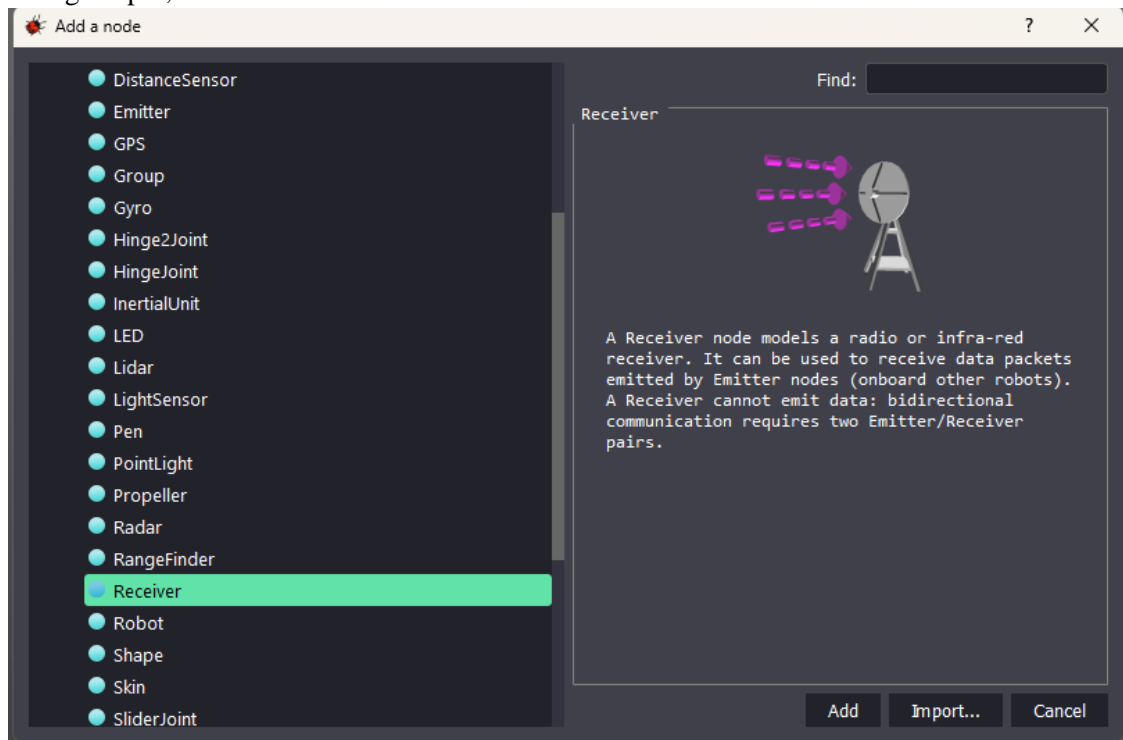 Add a node
?
DistanceSensor
Emitter
GPS
Group
Gyro
Hinge2Joint
HingeJoint
InertialUnit
LED
Lidar
LightSensor
Pen
PointLight
Propeller
Radar
RangeFinder
Receiver
Robot
Shape
Skin
SliderJoint
Find:
Receiver
A Receiver node models a radio or infra-red
receiver. It can be used to receive data packets
emitted by Emitter nodes (onboard other robots).
A Receiver cannot emit data: bidirectional
communication requires two Emitter/Receiver
pairs.
Add
Import...
Cancel